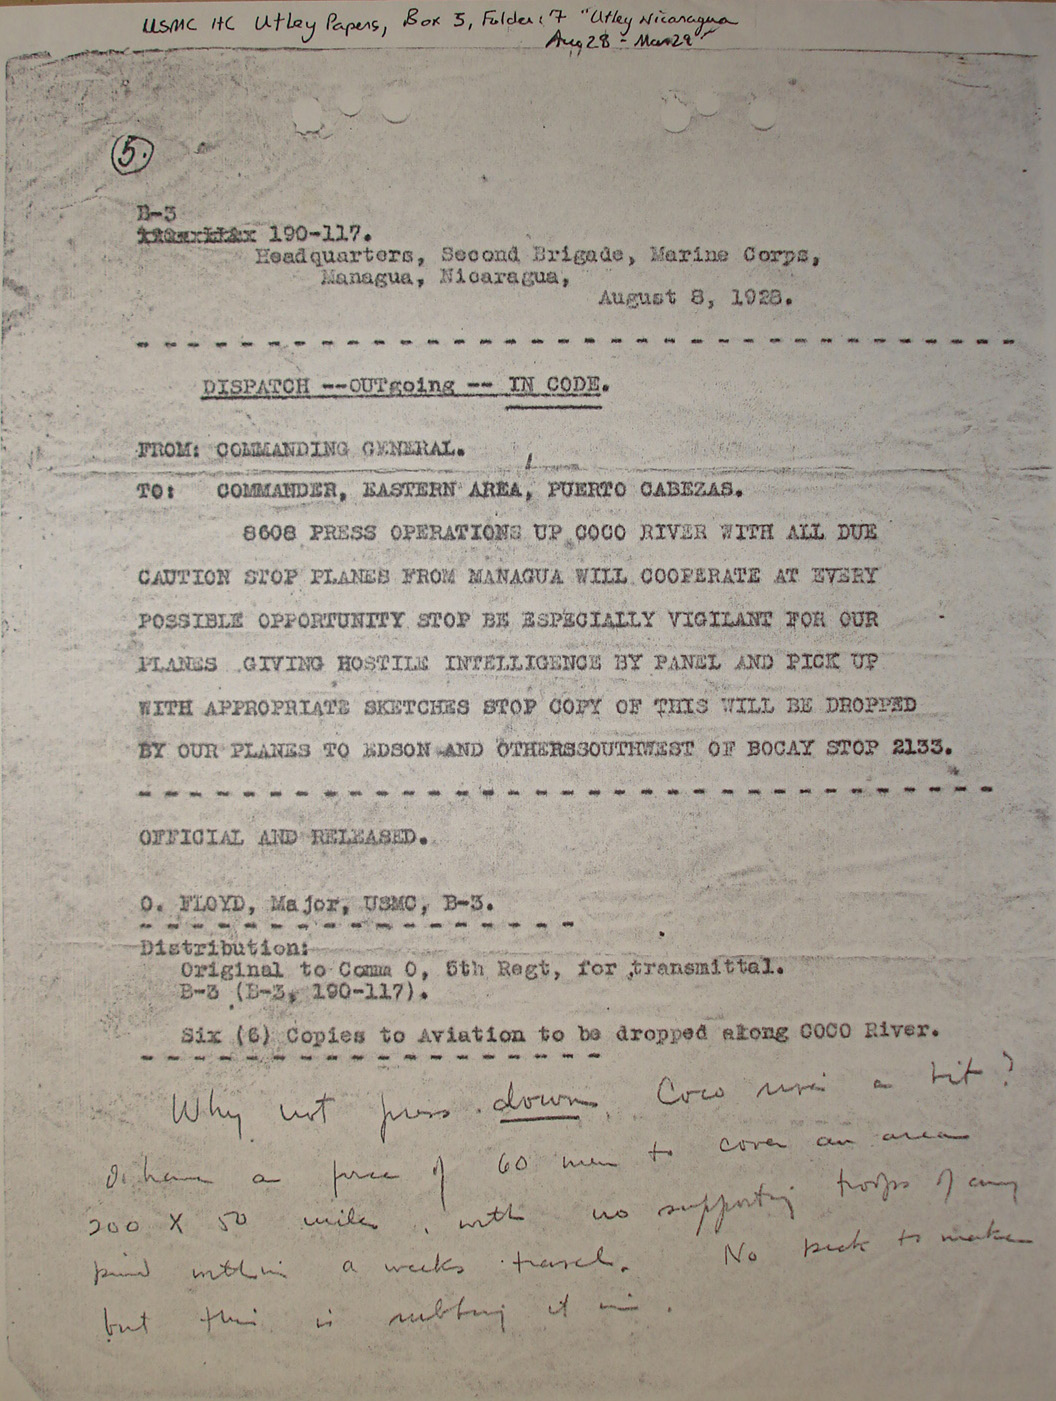 USMC HC Utley Papers, Box 3, Folder: 7 "Utley Nicaragua
Aug 28 - Mar 29"
5.
B-3
190-117.
Headquarters, Second Brigade, Marine Corps,
Managua, Nicaragua,
August 8, 1928.
DISPATCH --OUTgoing -- IN CODE.
FROM: COMMANDING GENERAL.
TO: COMMANDER, EASTERN AREA, PUERTO CABEZAS.
8608 PRESS OPERATIONS UP COCO RIVER WITH ALL DUE
CAUTION STOP PLANES FROM MANAGUA WILL COOPERATE AT EVERY
POSSIBLE OPPORTUNITY STOP BE ESPECIALLY VIGILANT FOR OUR
PLANES GIVING HOSTILE INTELLIGENCE BY PANEL AND PICK UP
WITH APPROPRIATE SKETCHES STOP COPY OF THIS WILL BE DROPPED
BY OUR PLANES TO EDSON AND OTHERSSOUTHWEST OF BOCAY STOP 2133.
OFFICIAL AND RELEASED.
O. FLOYD, Major, USMC, B-3.
Distribution:
Original to Comm O, 5th Regt, for transmittal.
B-3 (B-3, 190-117).
Six (6) Copies to Aviation to be dropped along COCO River.
Why not press down Coco river a bit?
I have a force of 60 men to cover an area
200 X 50 miles, with no supporting troops of any
kind within a weeks travel. No kick to make
but this is rubbing it in.